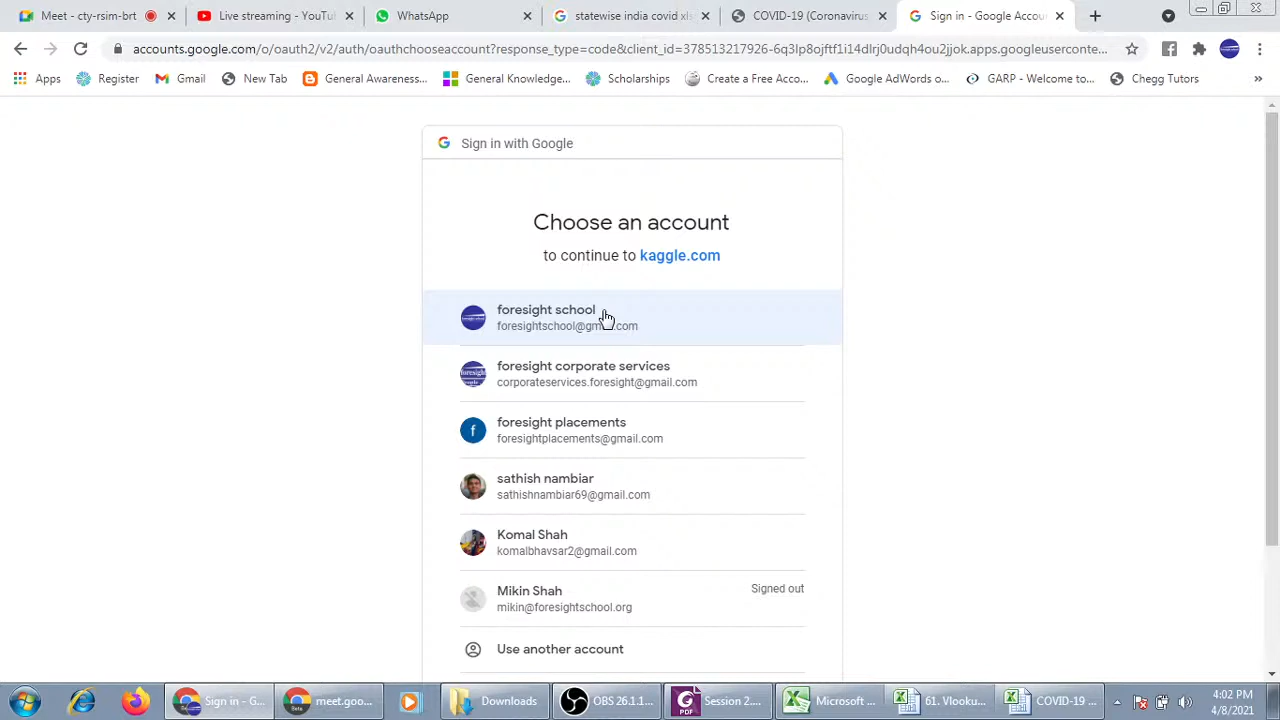 Meet - cty-rsim-brt
Live streaming - YouTu
WhatsApp
statewise india covid xls
COVID-19 (Coronavirus
Sign in - Google Accou
accounts.google.com/o/oauth2/v2/auth/oauthchooseaccount?response_type=code&client_id=378513217926-6q3lp8ojftf1i14dlrj0udqh4ou2jjok.apps.googleuserconte...
Apps
Register
Gmail
New Tab
General Awareness...
General Knowledge...
Scholarships
Create a Free Acco...
Google AdWords o...
GARP - Welcome to...
Chegg Tutors
»
Sign in with Google
Choose an account
to continue to kaggle.com
foresight school
foresightschool@gm .com
foresight corporate services
corporateservices.foresight@gmail.com
foresight placements
foresightplacements@gmail.com
sathish nambiar
sathishnambiar69@gmail.com
Komal Shah
komalbhavsar2@gmail.com
Mikin Shah
Signed out
mikin@foresightschool.org
Use another account
Sign in - G...
meet.goo...
Downloads
OBS 26.1.1...
Session 2....
Microsoft ...
61. Vlooku...
COVID-19 ...
4:02 PM
4/8/2021